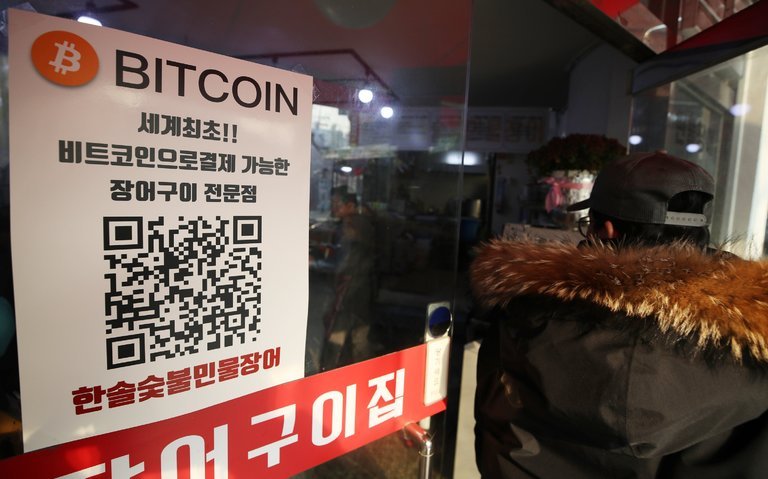 BITCOIN
세계최초!!
비트코인으로결제 가능한
장어구이 전문점
한솔숯불민물장어
장어구이집